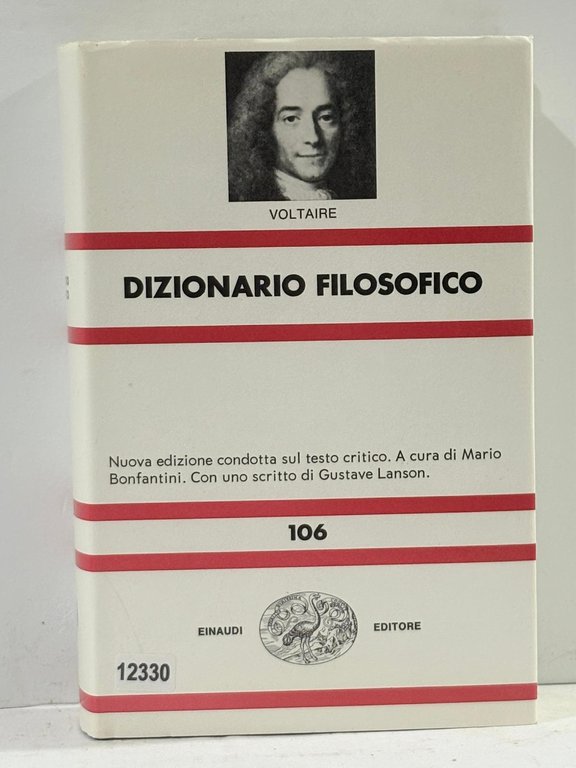 VOLTAIRE
DIZIONARIO FILOSOFICO
Nuova edizione condotta sul testo critico. A cura di Mario
Bonfantini. Con uno scritto di Gustave Lanson.
106
EINAUDI EDITORE
12330